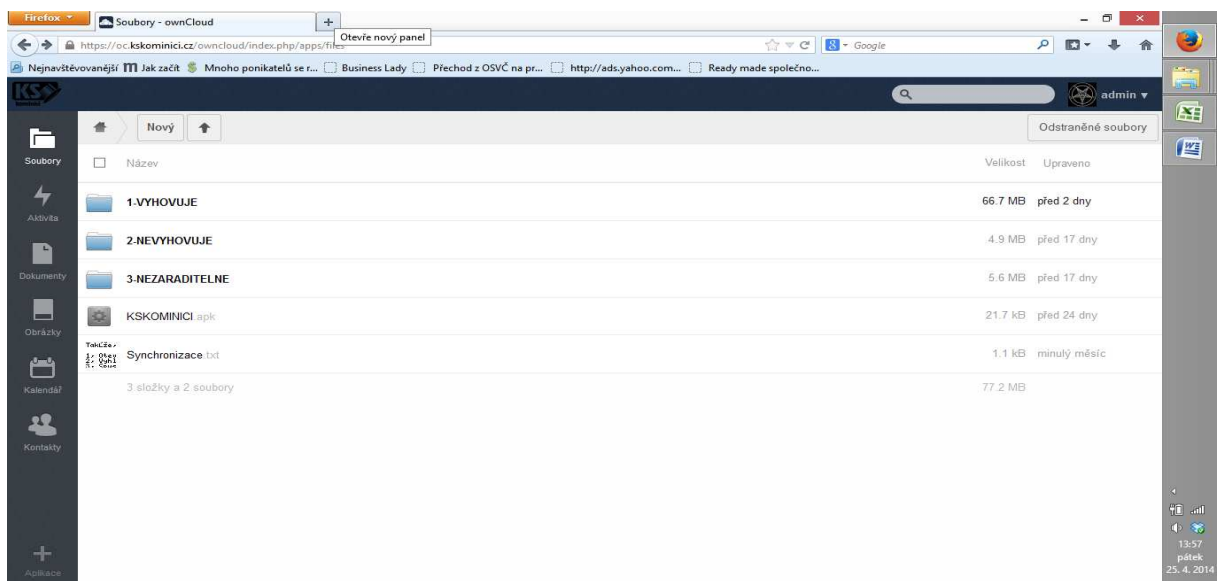 Firefox
Soubory - ownCloud
Otevře nový panel
https://oc.kskominici.cz/owncloud/index.php/apps/files
Google
Nejnavštěvovanější Jak začít Mnoho ponikatelů se r... Business Lady Přechod z OSVČ na pr... http://ads.yahoo.com... Ready made společno...
KS
admin
Nový
Odstraněné soubory
Soubory
Název Velikost Upraveno
Aktivita
1-VYHOVUJE 66.7 MB před 2 dny
2-NEVYHOVUJE 4.9 MB před 17 dny
Dokumenty
3-NEZARADITELNE 5.6 MB před 17 dny
KSKOMINICI.apk 21.7 kB před 24 dny
Obrázky
Synchronizace.txt 1.1 kB minulý měsíc
Kalendář
3 složky a 2 soubory 77.2 MB
Kontakty
Aplikace
13:57
pátek
25. 4. 2014